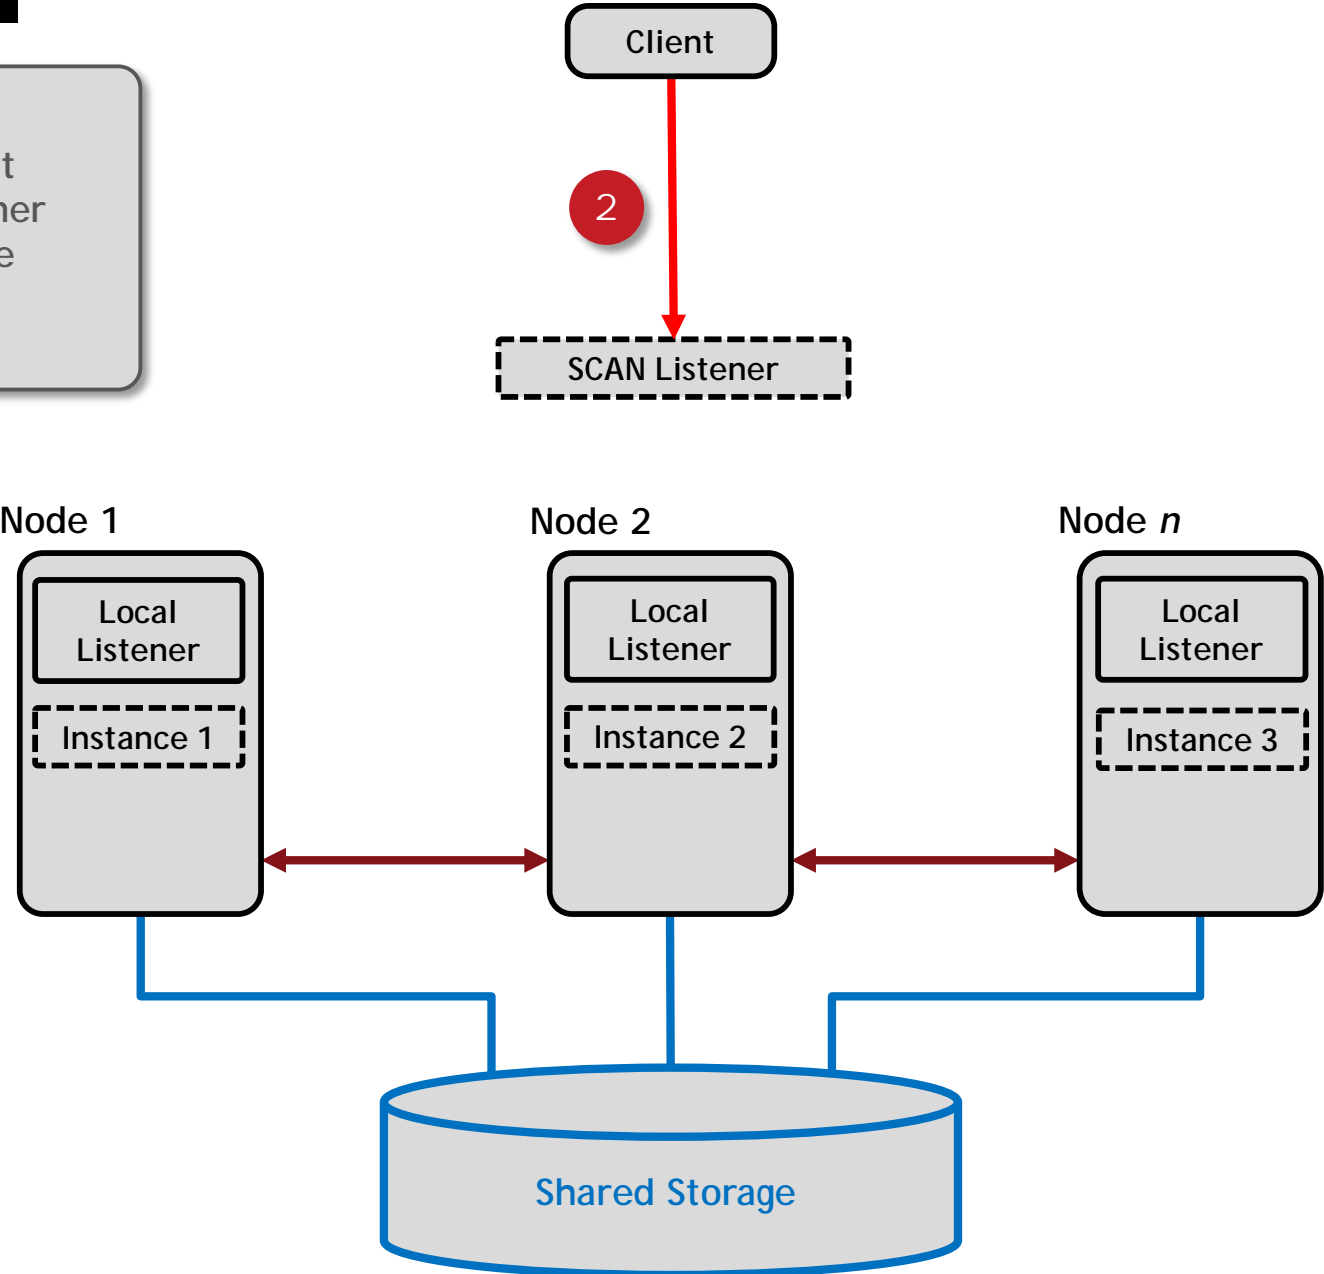 Client
t
ner
e
2
SCAN Listener
Node 1
Node 2
Node n
Local
Listener
Local
Listener
Local
Listener
Instance 1
Instance 2
Instance 3
Shared Storage